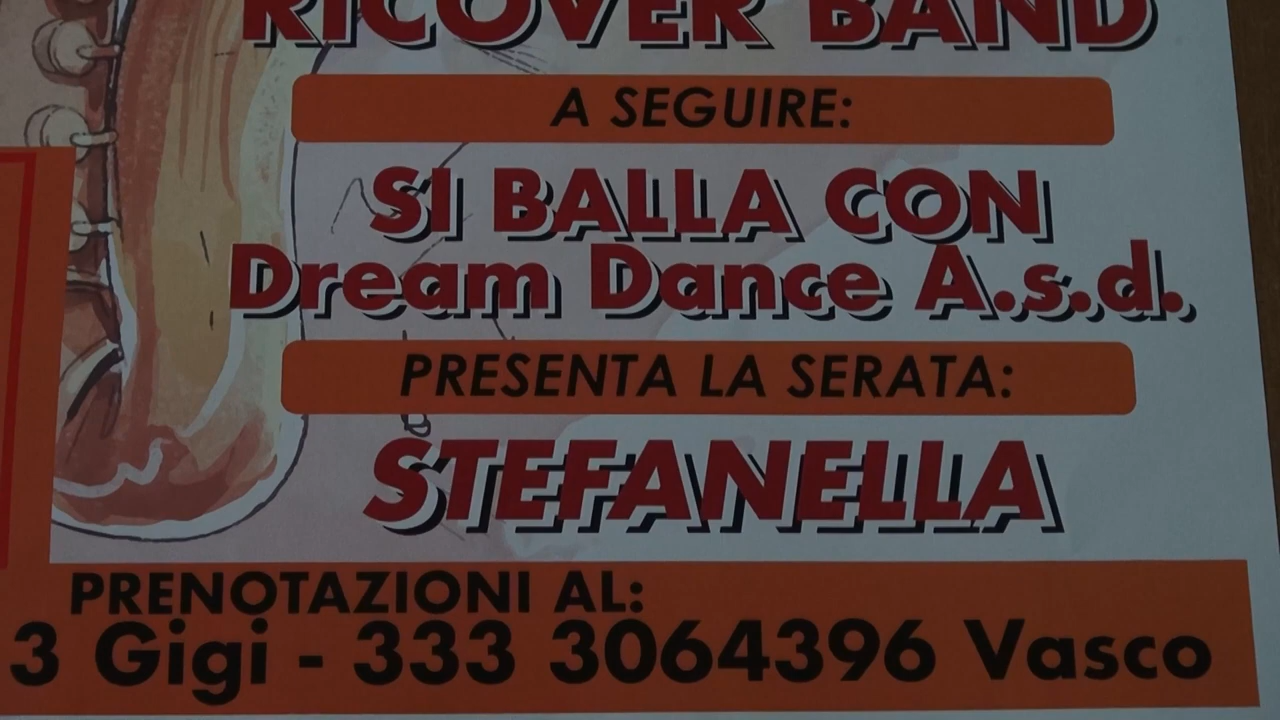 RICOVER BAND
A SEGUIRE:
SI BALLA CON
Dream Dance A.s.d.
PRESENTA LA SERATA:
STEFANELLA
PRENOTAZIONI AL:
3 Gigi - 333 3064396 Vasco